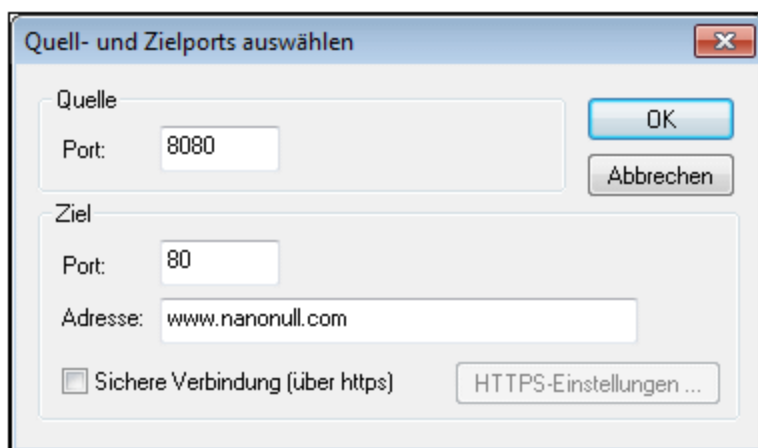 Quell- und Zielports auswählen
Quelle
Port: 8080
OK
Abbrechen
Ziel
Port: 80
Adresse: www.nanonull.com
Sichere Verbindung (über https) HTTPS-Einstellungen ...